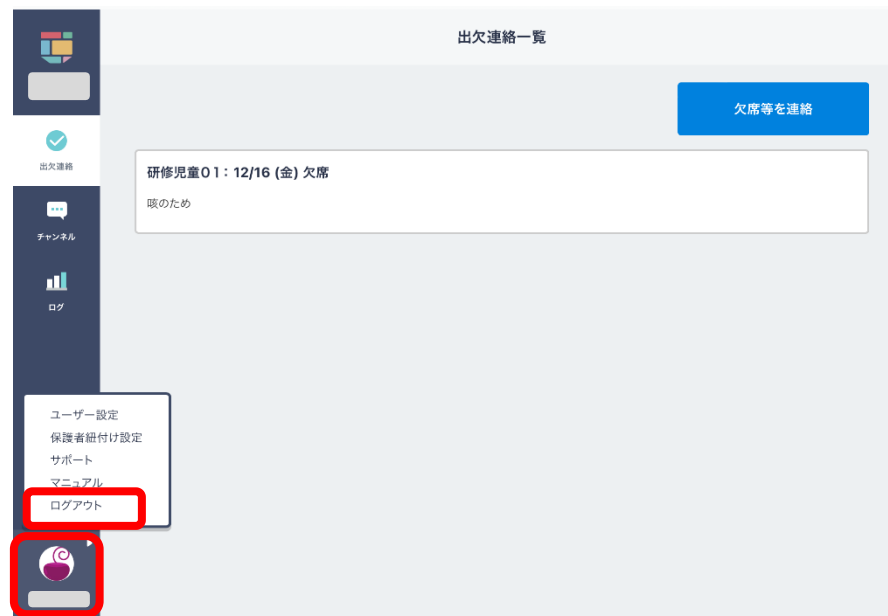 出欠連絡一覧
欠席等を連絡
出欠連絡
研修児童01：12/16 (金) 欠席
咳のため
チャンネル
ログ
ユーザー設定
保護者紐付け設定
サポート
マニュアル
ログアウト